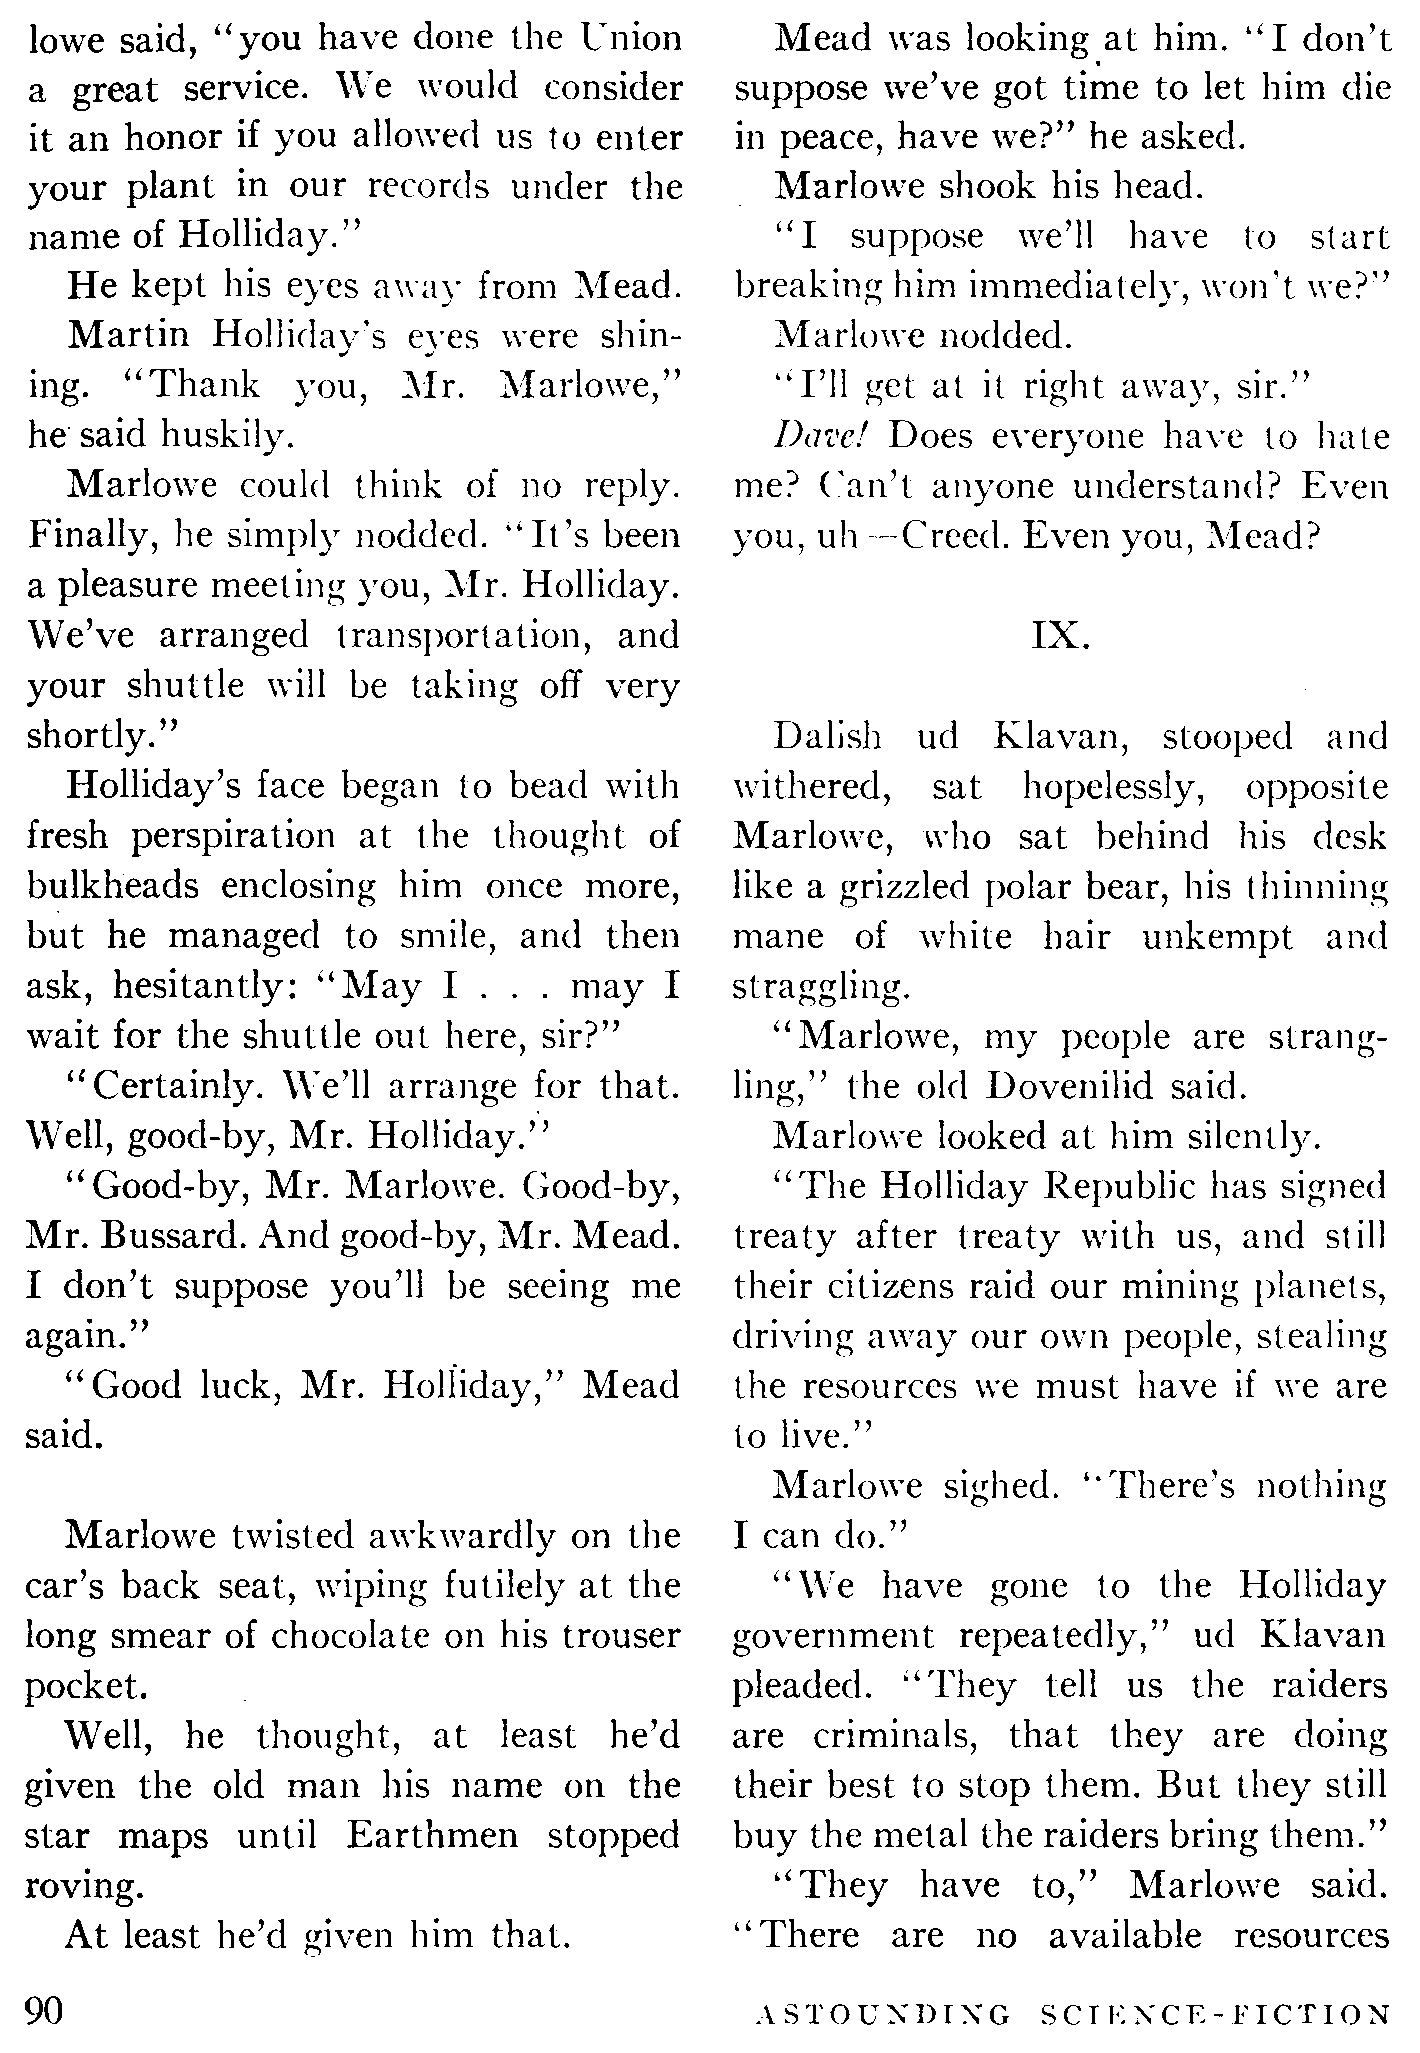 lowe said, "you have done the Union
a great service. We would consider
it an honor if you allowed us to enter
your plant in our records under the
name of Holliday."
He kept his eyes away from Mead.
Martin Holliday's eyes were shin-
ing. "Thank you, Mr. Marlowe,"
he said huskily.
Marlowe could think of no reply.
Finally, he simply nodded. "It's been
a pleasure meeting you, Mr. Holliday.
We've arranged transportation, and
your shuttle will be taking off very
shortly."
Holliday's face began to bead with
fresh perspiration at the thought of
bulkheads enclosing him once more,
but he managed to smile, and then
ask, hesitantly: "May I . . . may I
wait for the shuttle out here, sir?"
"Certainly. We'll arrange for that.
Well, good-by, Mr. Holliday."
"Good-by, Mr. Marlowe. Good-by,
Mr. Bussard. And good-by, Mr. Mead.
I don't suppose you'll be seeing me
again."
"Good luck, Mr. Holliday," Mead
said.
Marlowe twisted awkwardly on the
car's back seat, wiping futilely at the
long smear of chocolate on his trouser
pocket.
Well, he thought, at least he'd
given the old man his name on the
star maps until Earthmen stopped
roving.
At least he'd given him that.
Mead was looking at him. "I don't
suppose we've got time to let him die
in peace, have we?" he asked.
Marlowe shook his head.
"I suppose we'll have to start
breaking him immediately, won't we?"
Marlowe nodded.
"I'll get at it right away, sir."
Dave! Does everyone have to hate
me? Can't anyone understand? Even
you, uh—Creed. Even you, Mead?
IX.
Dalish ud Klavan, stooped and
withered, sat hopelessly, opposite
Marlowe, who sat behind his desk
like a grizzled polar bear, his thinning
mane of white hair unkempt and
straggling.
"Marlowe, my people are strang-
ling," the old Dovenilid said.
Marlowe looked at him silently.
"The Holliday Republic has signed
treaty after treaty with us, and still
their citizens raid our mining planets,
driving away our own people, stealing
the resources we must have if we are
to live."
Marlowe sighed. "There's nothing
I can do."
"We have gone to the Holliday
government repeatedly," ud Klavan
pleaded. "They tell us the raiders
are criminals, that they are doing
their best to stop them. But they still
buy the metal the raiders bring them."
"They have to," Marlowe said.
"There are no available resources
90
ASTOUNDING SCIENCE-FICTION